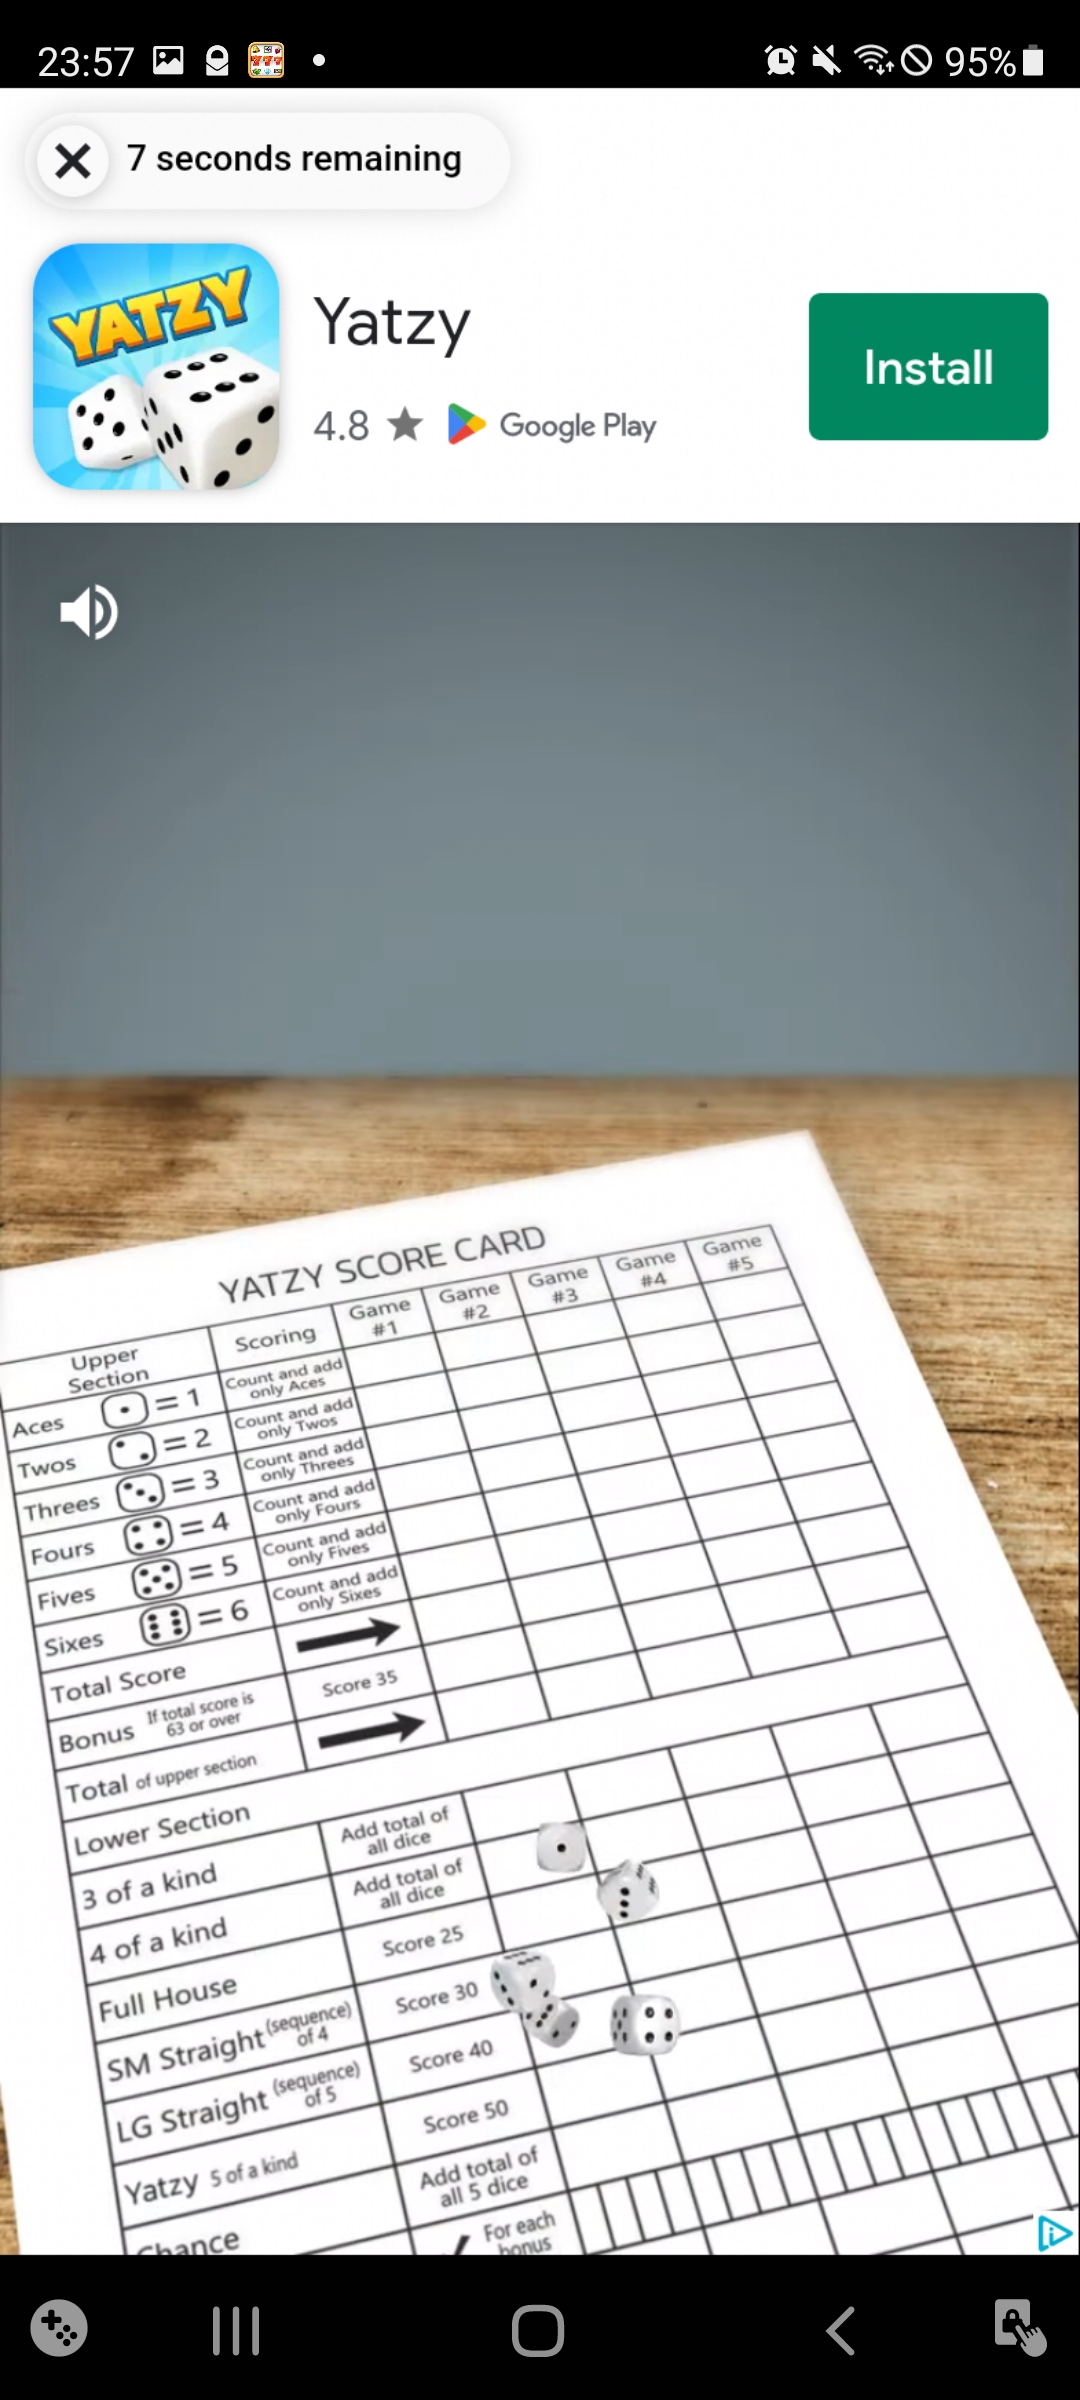 23:57
95%
7 seconds remaining
YATZY
Yatzy
4.8 ★ Google Play
Install
YATZY SCORE CARD
Upper Section
Scoring
Game #1
Game #2
Game #3
Game #4
Game #5
Aces = 1
Count and add only Aces
Twos = 2
Count and add only Twos
Threes = 3
Count and add only Threes
Fours = 4
Count and add only Fours
Fives = 5
Count and add only Fives
Sixes = 6
Count and add only Sixes
Total Score
Bonus If total score is 63 or over
Score 35
Total of upper section
Lower Section
3 of a kind
Add total of all dice
4 of a kind
Add total of all dice
Full House
Score 25
SM Straight (sequence) of 4
Score 30
LG Straight (sequence) of 5
Score 40
Yatzy 5 of a kind
Score 50
Chance
Add total of all 5 dice
For each bonus